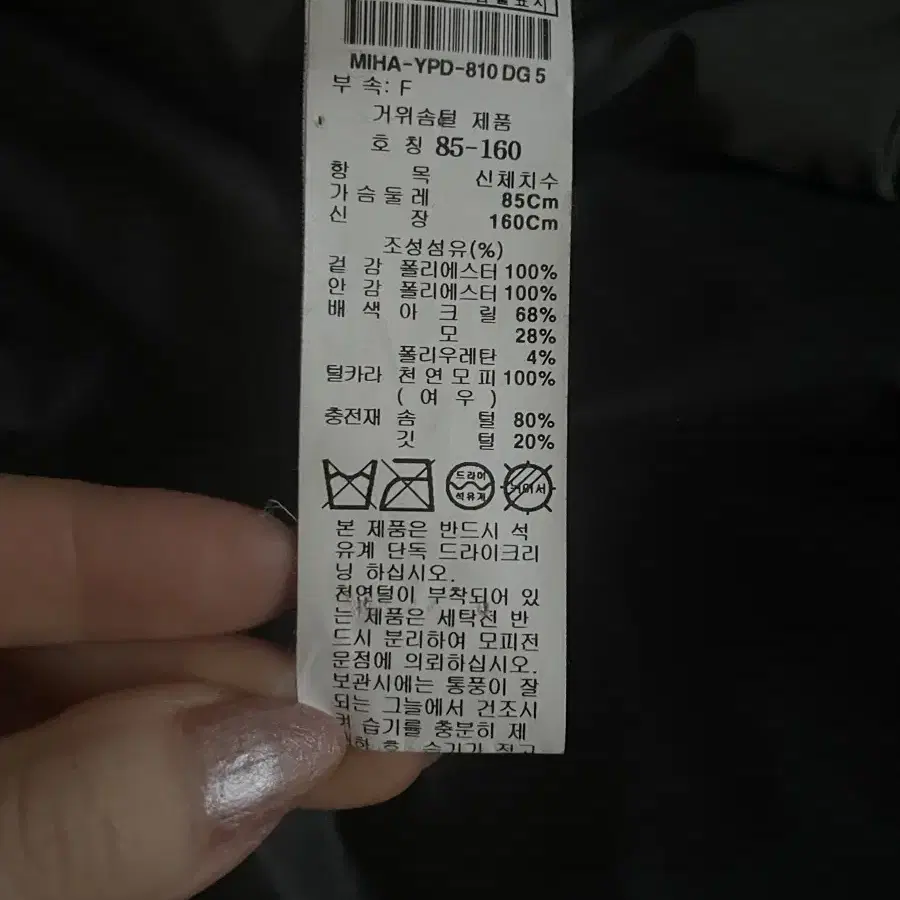 MIHA-YPD-810 DG 5
부 속: F
거위솜털 제품
호 칭 85-160
항 목 신체치수
가슴둘레 85Cm
신 장 160Cm
조성섬유(%)
겉 감 폴리에스터 100%
안 감 폴리에스터 100%
배 색 아 크 릴 68%
모 28%
폴리우레탄 4%
털카라 천연모피 100%
( 여 우 )
충전재 솜 털 80%
깃 털 20%
드라이
석유계
본 제품은 반드시 석
유계 단독 드라이크리
닝 하십시오.
천연털이 부착되어 있
는 제품은 세탁전 반
드시 분리하여 모피전
문점에 의뢰하십시오.
보관시에는 통풍이 잘
되는 그늘에서 건조시
켜 습기를 충분히 제